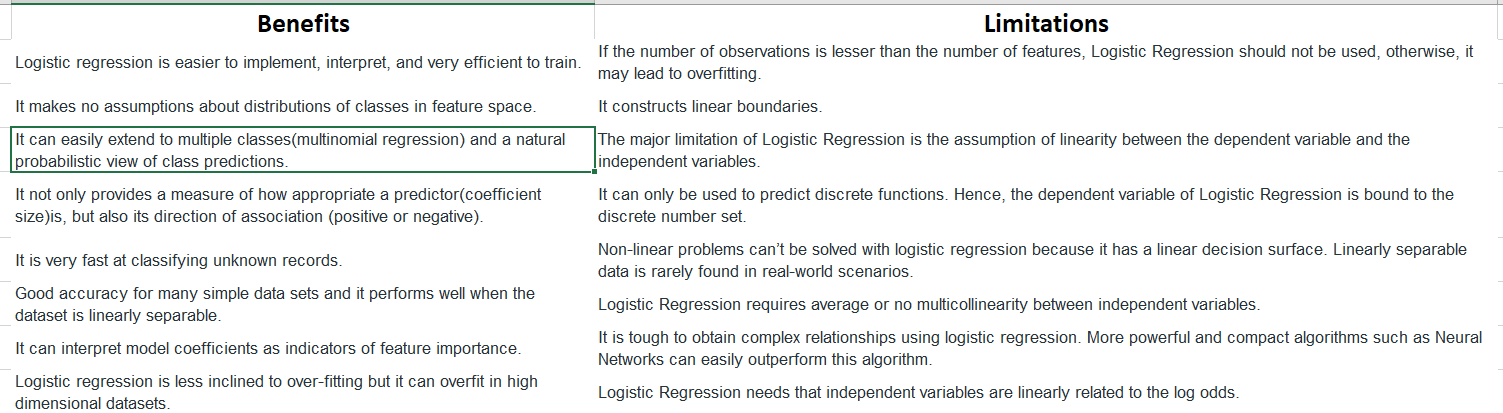 Benefits
Limitations
Logistic regression is easier to implement, interpret, and very efficient to train.
If the number of observations is lesser than the number of features, Logistic Regression should not be used, otherwise, it
may lead to overfitting.
It makes no assumptions about distributions of classes in feature space.
It constructs linear boundaries.
It can easily extend to multiple classes(multinomial regression) and a natural
probabilistic view of class predictions.
The major limitation of Logistic Regression is the assumption of linearity between the dependent variable and the
independent variables.
It not only provides a measure of how appropriate a predictor(coefficient
size)is, but also its direction of association (positive or negative).
It can only be used to predict discrete functions. Hence, the dependent variable of Logistic Regression is bound to the
discrete number set.
It is very fast at classifying unknown records.
Non-linear problems can’t be solved with logistic regression because it has a linear decision surface. Linearly separable
data is rarely found in real-world scenarios.
Good accuracy for many simple data sets and it performs well when the
dataset is linearly separable.
Logistic Regression requires average or no multicollinearity between independent variables.
It can interpret model coefficients as indicators of feature importance.
It is tough to obtain complex relationships using logistic regression. More powerful and compact algorithms such as Neural
Networks can easily outperform this algorithm.
Logistic regression is less inclined to over-fitting but it can overfit in high
dimensional datasets.
Logistic Regression needs that independent variables are linearly related to the log odds.